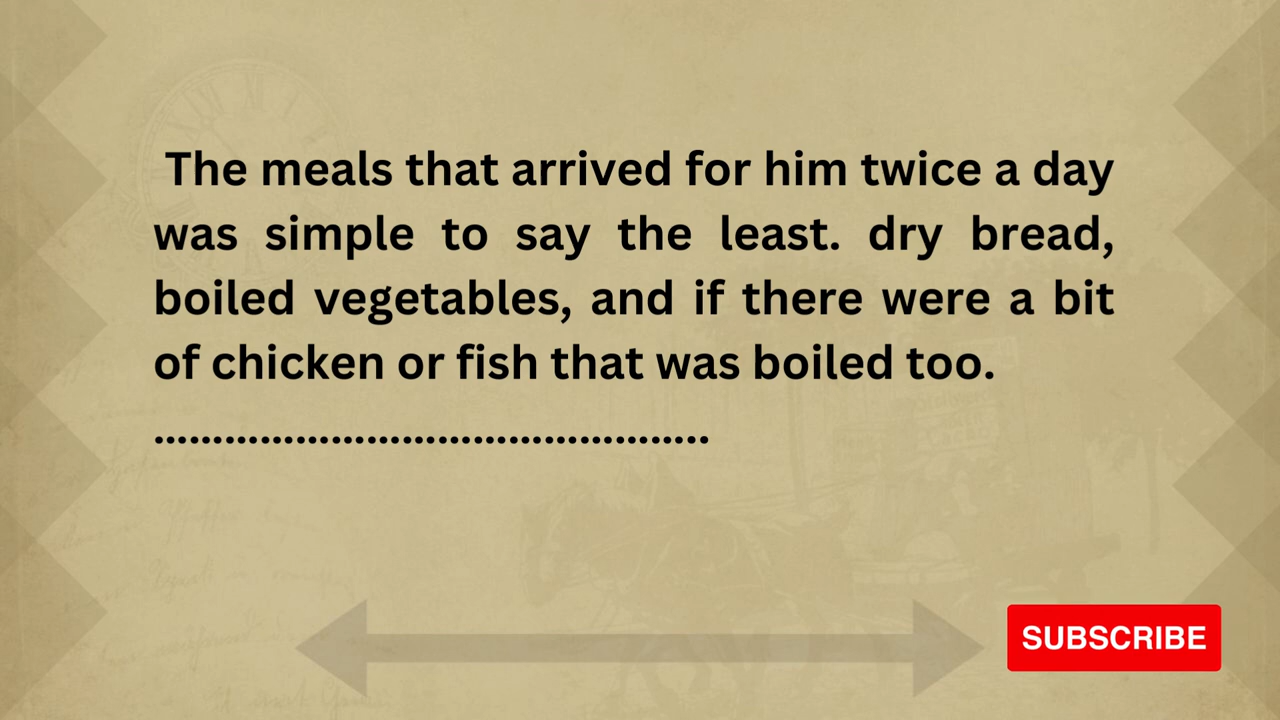 The meals that arrived for him twice a day
was simple to say the least. dry bread,
boiled vegetables, and if there were a bit
of chicken or fish that was boiled too.
...............................................
SUBSCRIBE